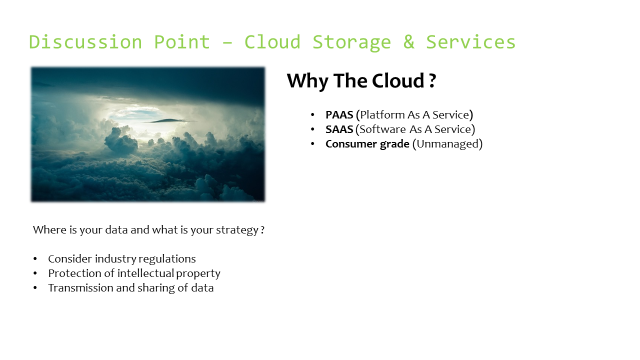 Discussion Point – Cloud Storage & Services
Why The Cloud ?
• PAAS (Platform As A Service)
• SAAS (Software As A Service)
• Consumer grade (Unmanaged)
Where is your data and what is your strategy ?
• Consider industry regulations
• Protection of intellectual property
• Transmission and sharing of data